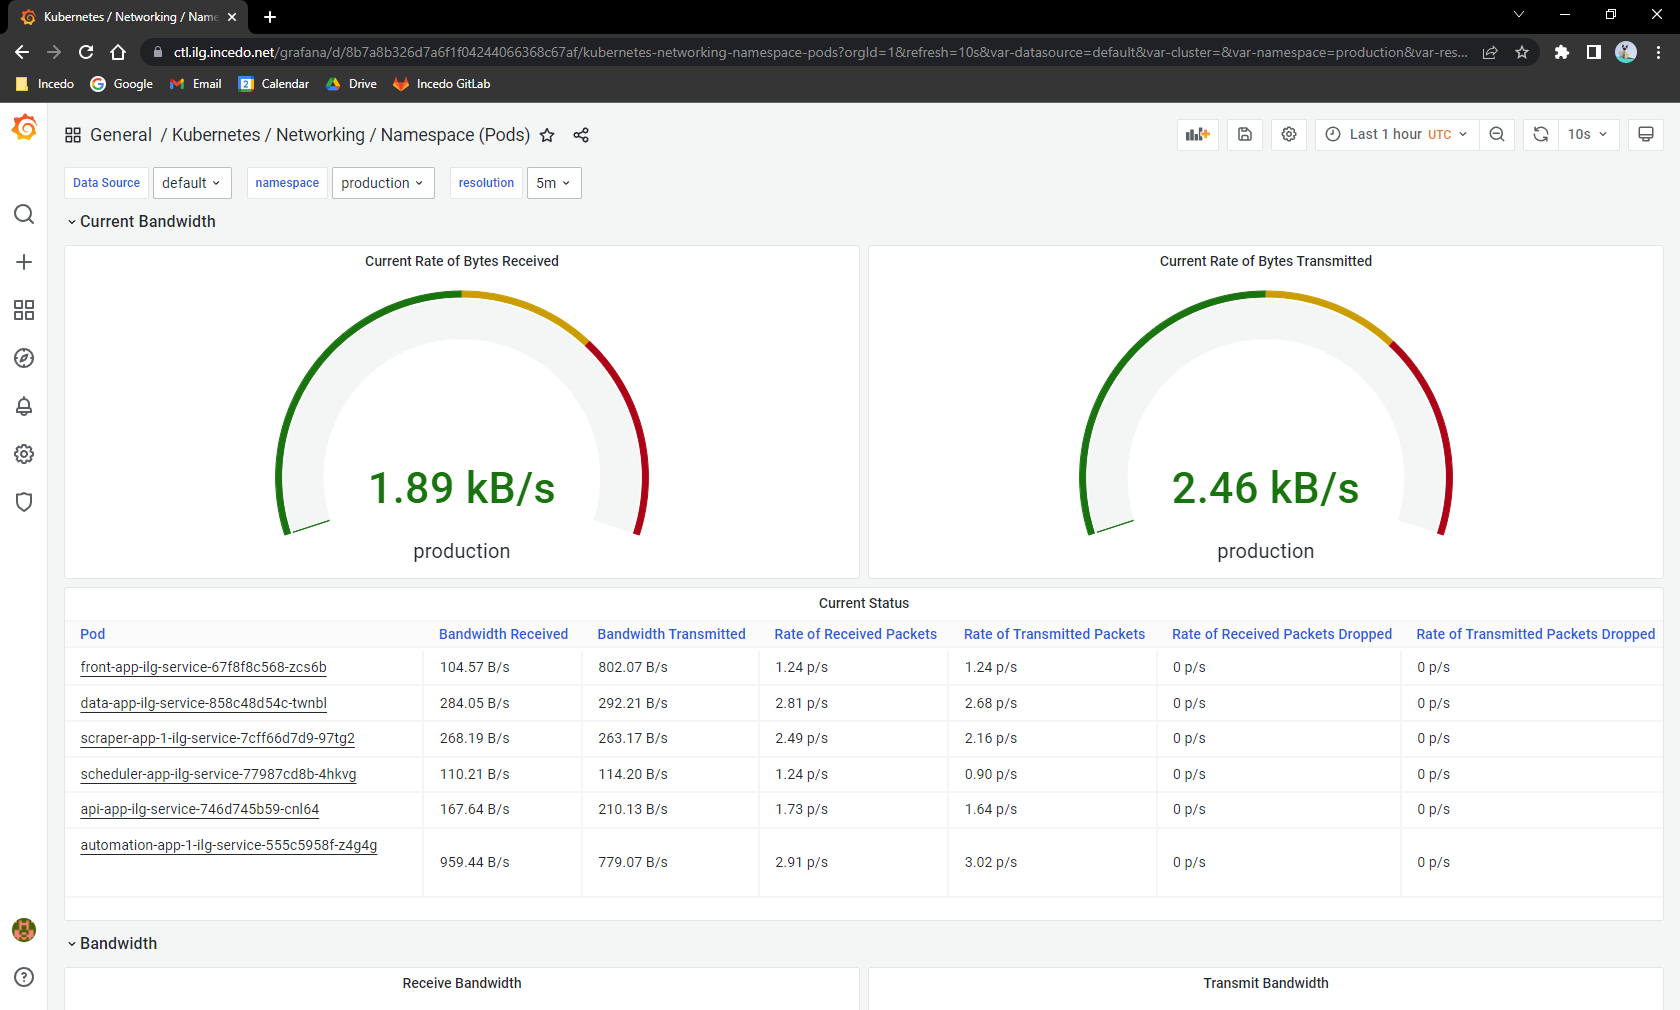 Kubernetes / Networking / Name
ctl.ilg.incedo.net/grafana/d/8b7a8b326d7a6f1f04244066368c67af/kubernetes-networking-namespace-pods?orgId=1&refresh=10s&var-datasource=default&var-cluster=&var-namespace=production&var-res...
Incedo Google Email 2 Calendar Drive Incedo GitLab
General / Kubernetes / Networking / Namespace (Pods) Last 1 hour UTC 10s
Data Source default namespace production resolution 5m
Current Bandwidth
Current Rate of Bytes Received
1.89 kB/s
production
Current Rate of Bytes Transmitted
2.46 kB/s
production
Current Status
Pod Bandwidth Received Bandwidth Transmitted Rate of Received Packets Rate of Transmitted Packets Rate of Received Packets Dropped Rate of Transmitted Packets Dropped
front-app-ilg-service-67f8f8c568-zcs6b 104.57 B/s 802.07 B/s 1.24 p/s 1.24 p/s 0 p/s 0 p/s
data-app-ilg-service-858c48d54c-twnbl 284.05 B/s 292.21 B/s 2.81 p/s 2.68 p/s 0 p/s 0 p/s
scraper-app-1-ilg-service-7cff66d7d9-97tg2 268.19 B/s 263.17 B/s 2.49 p/s 2.16 p/s 0 p/s 0 p/s
scheduler-app-ilg-service-77987cd8b-4hkvg 110.21 B/s 114.20 B/s 1.24 p/s 0.90 p/s 0 p/s 0 p/s
api-app-ilg-service-746d745b59-cnl64 167.64 B/s 210.13 B/s 1.73 p/s 1.64 p/s 0 p/s 0 p/s
automation-app-1-ilg-service-555c5958f-z4g4g 959.44 B/s 779.07 B/s 2.91 p/s 3.02 p/s 0 p/s 0 p/s
Bandwidth
Receive Bandwidth
Transmit Bandwidth